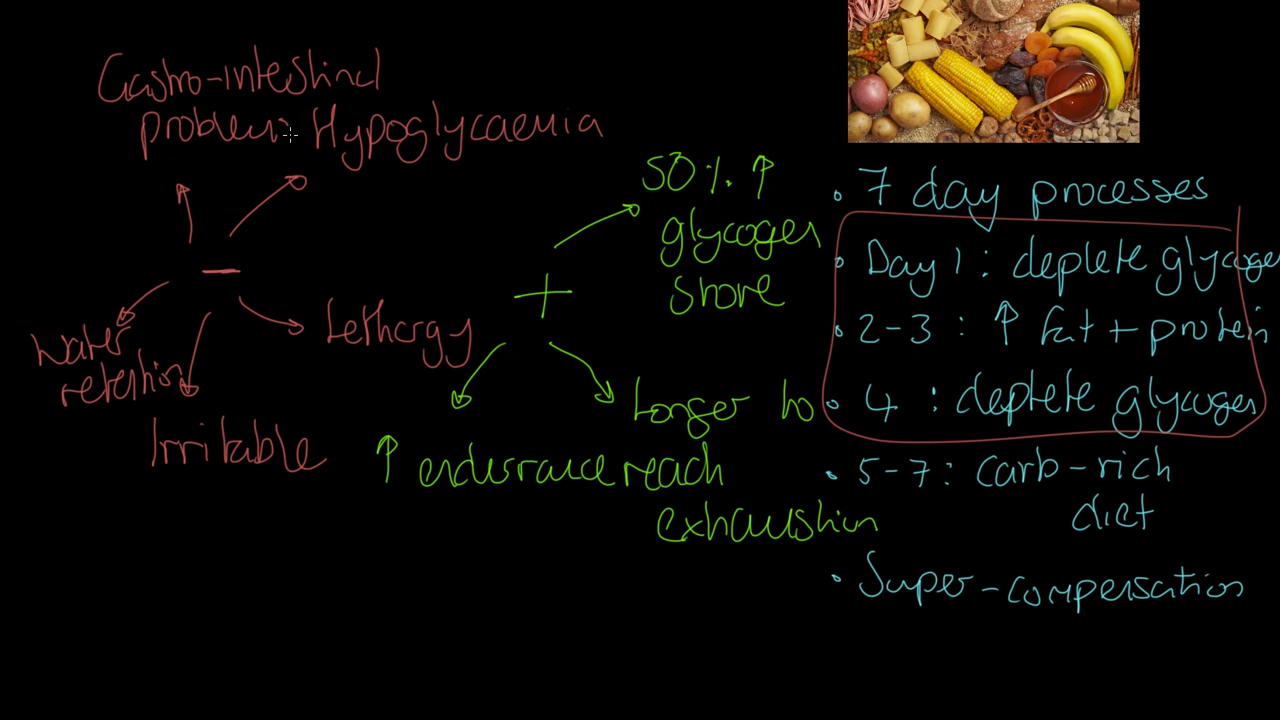 Gastro-intestinal
problems
Hypoglycaemia
−
Water
retention
Irritable
Lethargy
+
50% ↑
glycogen
store
↑ endurance
Longer to
reach
exhaustion
• 7 day processes
• Day 1 : deplete glycogen
• 2-3 : ↑ fat + protein
• 4 : deplete glycogen
• 5-7 : carb-rich
diet
• Super-compensation